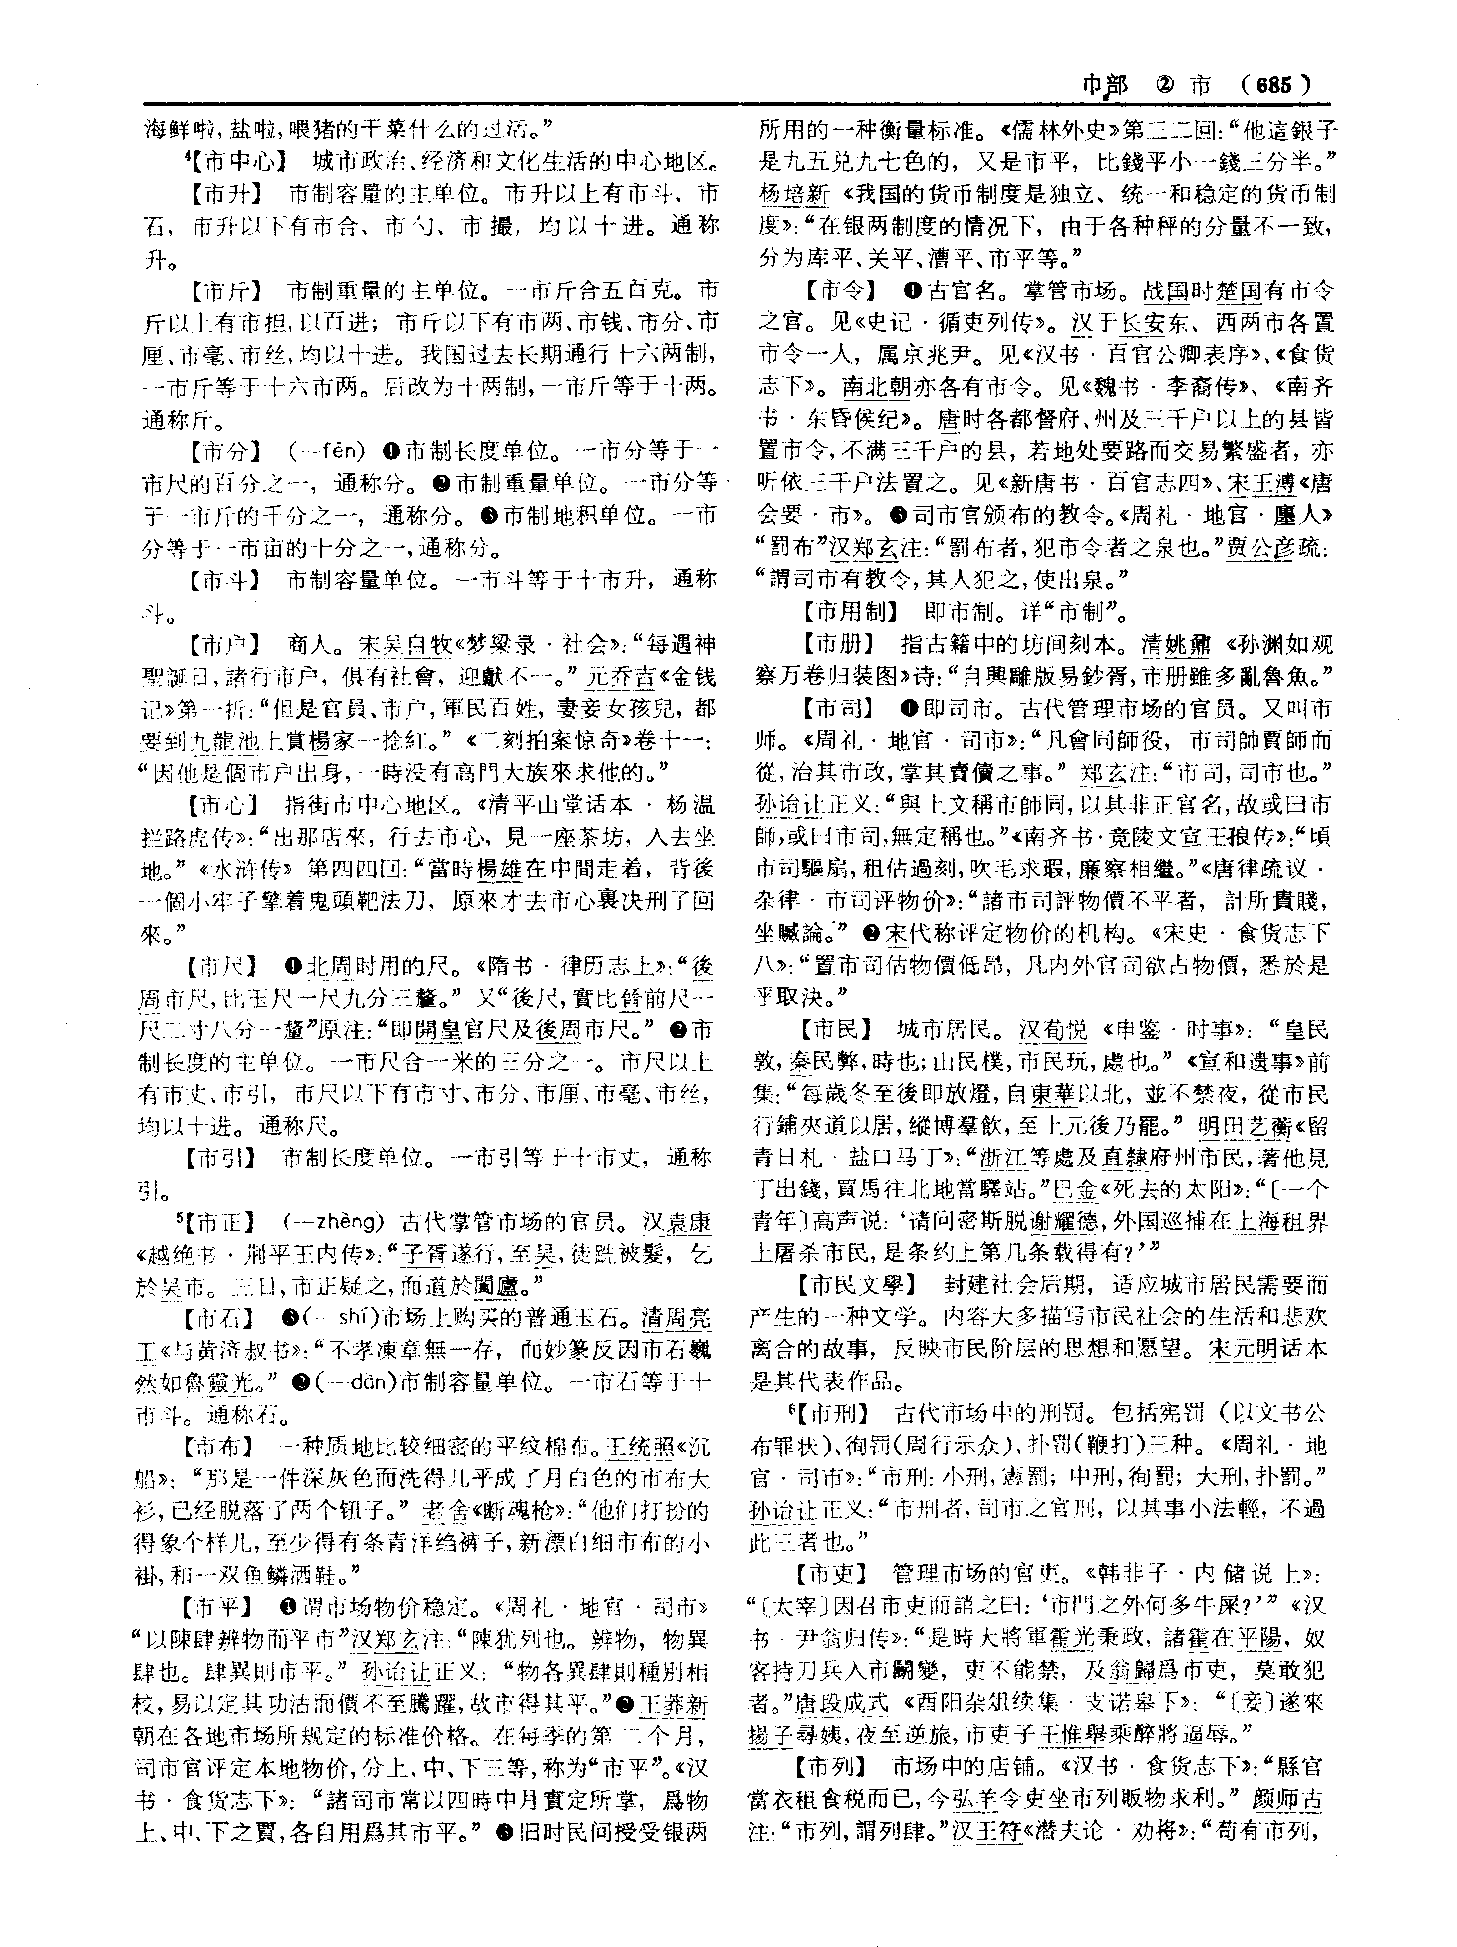 巾部 ② 市 （685）
海鲜啦，盐啦，喂猪的干菜什么的过活。”
⁴【市中心】 城市政治、经济和文化生活的中心地区。
【市升】 市制容量的主单位。市升以上有市斗、市
石，市升以下有市合、市勺、市撮，均以十进。通称
升。
【市斤】 市制重量的主单位。一市斤合五百克。市
斤以上有市担，以百进；市斤以下有市两、市钱、市分、市
厘、市毫、市丝，均以十进。我国过去长期通行十六两制，
一市斤等于十六市两。后改为十两制，一市斤等于十两。
通称斤。
【市分】 （—fēn）❶市制长度单位。一市分等于一
市尺的百分之一，通称分。❷市制重量单位。一市分等
于一市斤的千分之一，通称分。❸市制地积单位。一市
分等于一市亩的十分之一，通称分。
【市斗】 市制容量单位。一市斗等于十市升，通称
斗。
【市户】 商人。宋吴自牧《梦粱录·社会》：“每遇神
聖誕日，諸行市户，俱有社會，迎獻不一。”元乔吉《金钱
记》第一折：“但是官員、市户，軍民百姓，妻妾女孩兒，都
要到九龍池上賞楊家一捻紅。”《二刻拍案惊奇》卷十一：
“因他是個市户出身，一時没有高門大族來求他的。”
【市心】 指街市中心地区。《清平山堂话本·杨温
拦路虎传》：“出那店來，行去市心，見一座茶坊，入去坐
地。”《水浒传》第四四回：“當時楊雄在中間走着，背後
一個小牢子擎着鬼頭靶法刀，原來才去市心裏决刑了回
來。”
【市尺】 ❶北周时用的尺。《隋书·律历志上》：“後
周市尺，比玉尺一尺九分三釐。”又“後尺，實比晉前尺一
尺二寸八分一釐”原注：“即開皇官尺及後周市尺。”❷市
制长度的主单位。一市尺合一米的三分之一。市尺以上
有市丈、市引，市尺以下有市寸、市分、市厘、市毫、市丝，
均以十进。通称尺。
【市引】 市制长度单位。一市引等于十市丈，通称
引。
⁵【市正】 （—zhèng）古代掌管市场的官员。汉袁康
《越绝书·荆平王内传》：“子胥遂行，至吴，徒跣被髮，乞
於吴市。三日，市正疑之，而道於闔廬。”
【市石】 ❶（—shí）市场上购买的普通玉石。清周亮
工《与黄济叔书》：“不孝凍章無一存，而妙篆反因市石巍
然如魯靈光。”❷（—dàn）市制容量单位。一市石等于十
市斗。通称石。
【市布】 一种质地比较细密的平纹棉布。王统照《沉
船》：“那是一件深灰色而洗得几乎成了月白色的市布大
衫，已经脱落了两个钮子。”老舍《断魂枪》：“他们打扮的
得象个样儿，至少得有条青洋绉裤子，新漂白细市布的小
褂，和一双鱼鳞洒鞋。”
【市平】 ❶谓市场物价稳定。《周礼·地官·司市》
“以陳肆辨物而平市”汉郑玄注：“陳犹列也。辨物，物異
肆也。肆異則市平。”孙诒让正义：“物各異肆則種别相
校，易以定其功沽而價不至騰躍，故市得其平。”❷王莽新
朝在各地市场所规定的标准价格。在每季的第二个月，
司市官评定本地物价，分上、中、下三等，称为“市平”。《汉
书·食货志下》：“諸司市常以四時中月實定所掌，爲物
上、中、下之賈，各自用爲其市平。”❸旧时民间授受银两
所用的一种衡量标准。《儒林外史》第三二回：“他這銀子
是九五兑九七色的，又是市平，比錢平小一錢三分半。”
杨培新《我国的货币制度是独立、统一和稳定的货币制
度》：“在银两制度的情况下，由于各种秤的分量不一致，
分为库平、关平、漕平、市平等。”
【市令】 ❶古官名。掌管市场。战国时楚国有市令
之官。见《史记·循吏列传》。汉于长安东、西两市各置
市令一人，属京兆尹。见《汉书·百官公卿表序》、《食货
志下》。南北朝亦各有市令。见《魏书·李裔传》、《南齐
书·东昏侯纪》。唐时各都督府、州及三千户以上的县皆
置市令，不满三千户的县，若地处要路而交易繁盛者，亦
听依三千户法置之。见《新唐书·百官志四》、宋王溥《唐
会要·市》。❷司市官颁布的教令。《周礼·地官·廛人》
“罰布”汉郑玄注：“罰布者，犯市令者之泉也。”贾公彦疏：
“謂司市有教令，其人犯之，使出泉。”
【市用制】 即市制。详“市制”。
【市册】 指古籍中的坊间刻本。清姚鼐《孙渊如观
察万卷归装图》诗：“自興雕版易鈔胥，市册雖多亂魯魚。”
【市司】 ❶即司市。古代管理市场的官员。又叫市
师。《周礼·地官·司市》：“凡會同師役，市司帥賈師而
從，治其市政，掌其賣儥之事。”郑玄注：“市司，司市也。”
孙诒让正义：“與上文稱市師同，以其非正官名，故或曰市
師，或曰市司，無定稱也。”《南齐书·竟陵文宣王子良传》：“頃
市司驅扇，租估過刻，吹毛求瑕，廉察相繼。”《唐律疏议·
杂律·市司评物价》：“諸市司評物價不平者，計所貴賤，
坐贓論。”❷宋代称评定物价的机构。《宋史·食货志下
八》：“置市司估物價低昂，凡内外官司欲占物價，悉於是
乎取決。”
【市民】 城市居民。汉荀悦《申鉴·时事》：“皇民
敦，秦民弊，時也；山民樸，市民玩，處也。”《宣和遗事》前
集：“每歲冬至後即放燈，自東華以北，並不禁夜，從市民
行鋪夾道以居，縱博羣飲，至上元後乃罷。”明田艺蘅《留
青日札·盐口马丁》：“浙江等處及直隸府州市民，著他見
丁出錢，買馬往北地當驛站。”巴金《死去的太阳》：“〔一个
青年〕高声说：‘请问密斯脱谢耀德，外国巡捕在上海租界
上屠杀市民，是条约上第几条载得有？’”
【市民文學】 封建社会后期，适应城市居民需要而
产生的一种文学。内容大多描写市民社会的生活和悲欢
离合的故事，反映市民阶层的思想和愿望。宋元明话本
是其代表作品。
⁶【市刑】 古代市场中的刑罚。包括宪罚（以文书公
布罪状）、徇罚（周行示众）、扑罚（鞭打）三种。《周礼·地
官·司市》：“市刑：小刑，憲罰；中刑，徇罰；大刑，扑罰。”
孙诒让正义：“市刑者，司市之官刑，以其事小法輕，不過
此三者也。”
【市吏】 管理市场的官吏。《韩非子·内储说上》：
“〔太宰〕因召市吏而誚之曰：‘市門之外何多牛屎？’”《汉
书·尹翁归传》：“是時大將軍霍光秉政，諸霍在平陽，奴
客持刀兵入市鬭變，吏不能禁，及翁歸爲市吏，莫敢犯
者。”唐段成式《酉阳杂俎续集·支诺皋下》：“〔妾〕遂來
揚子尋姨，夜至逆旅，市吏子王惟舉乘醉將逼辱。”
【市列】 市场中的店铺。《汉书·食货志下》：“縣官
當衣租食税而已，今弘羊令吏坐市列販物求利。”颜师古
注：“市列，謂列肆。”汉王符《潜夫论·劝将》：“苟有市列，